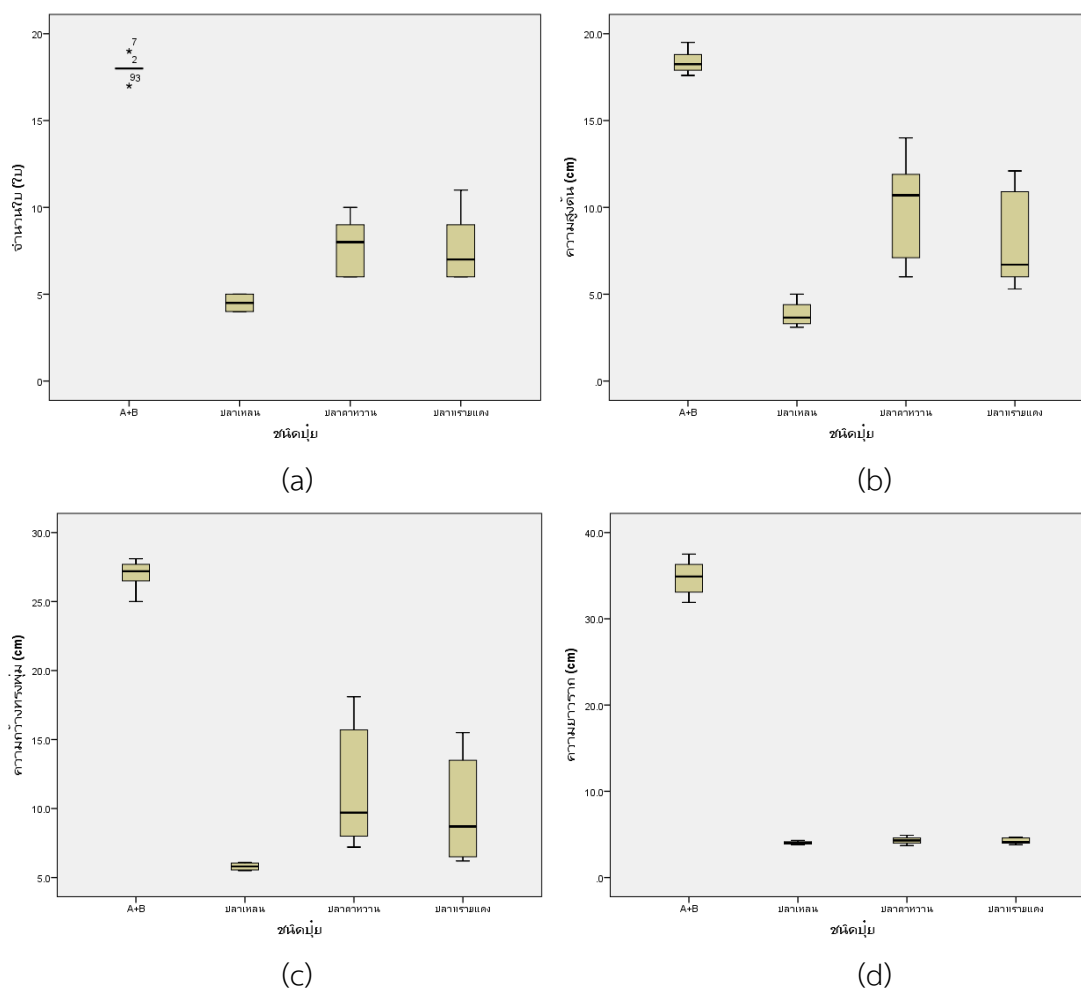 จำนวนใบ (ใบ)
20
15
10
5
0
7
2
93
A+B ปลาเหลน ปลาตาหวาน ปลาทรายแดง
ชนิดปุ๋ย
(a)
ความสูงต้น (cm)
20.0
15.0
10.0
5.0
.0
A+B ปลาเหลน ปลาตาหวาน ปลาทรายแดง
ชนิดปุ๋ย
(b)
ความกว้างทรงพุ่ม (cm)
30.0
25.0
20.0
15.0
10.0
5.0
A+B ปลาเหลน ปลาตาหวาน ปลาทรายแดง
ชนิดปุ๋ย
(c)
ความยาวราก (cm)
40.0
30.0
20.0
10.0
.0
A+B ปลาเหลน ปลาตาหวาน ปลาทรายแดง
ชนิดปุ๋ย
(d)